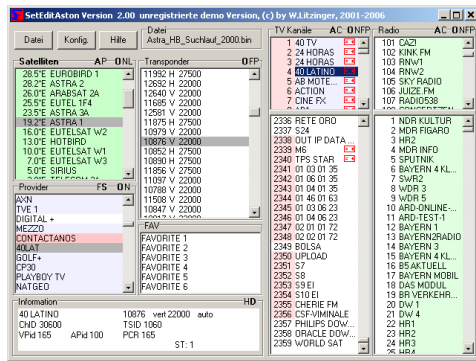 SetEditAston Version 2.00 unregistrierte demo Version, (c) by W.Litzinger, 2001-2006
Datei
Konfig.
Hilfe
Datei
Astra_HB_Suchlauf_2000.bin
Satelliten AP ONL
28.5°E EUROBIRD 1
28.2°E ASTRA 2
26.0°E ARABSAT 2A
25.5°E EUTEL 1F4
23.5°E ASTRA 3A
19.2°E ASTRA 1
16.0°E EUTELSAT W2
13.0°E HOTBIRD
10.0°E EUTELSAT W1
7.0°E EUTELSAT W3
5.0°E SIRIUS
Transponder OFP
11992 H 27500
11992 H 27500
12640 V 22000
11685 V 22000
12581 V 22000
11875 H 27500
10979 V 22000
10876 V 22000
10852 H 27500
10890 H 27500
11856 V 27500
11097 V 22000
10788 V 22000
11508 V 22000
10847 V 22000
Provider FS ON
AXN
TVE 1
DIGITAL +
MEZZO
CONTACTANOS
40LAT
GOLF+
CP30
PLAYBOY TV
NATGEO
FAV
FAVORITE 1
FAVORITE 2
FAVORITE 3
FAVORITE 4
FAVORITE 5
FAVORITE 6
Information HD
40 LATINO 10876 vert 22000 auto
ChID 30600 TSID 1060
VPid 165 APid 100 PCR 165
ST: 1
TV Kanäle AC ONFP
1 40 TV
2 24 HORAS
3 24 HORAS
4 40 LATINO
5 AB MOTE...
6 ACTION
7 CINE FX
2336 RETE ORO
2337 S24
2338 OUT IP DATA...
2339 M6
2340 TPS STAR
2341 01 03 01 35
2342 01 06 01 35
2343 01 04 01 35
2344 01 46 01 63
2345 01 03 06 23
2346 01 04 06 23
2347 02 01 01 72
2348 02 02 01 72
2349 BOLSA
2350 UPLOAD
2351 S7
2352 S8
2353 S9 EI
2354 S10 EI
2355 CHERIE FM
2356 CSF-VIMINALE
2357 PHILIPS DOW...
2358 ORACLE DOW...
2359 WORLD SAT
Radio AC ONFP
101 CAZ!
102 KINK FM
103 RNW1
104 RNW2
105 SKY RADIO
106 JUIZE.FM
107 RADIO538
1 NDR KULTUR
2 MDR FIGARO
3 HR2
4 MDR INFO
5 SPUTNIK
6 BAYERN 4 KL...
7 SWR2
8 WDR 3
9 WDR 5
10 ARD-ONLINE-...
11 ARD-TEST-1
12 BAYERN 1
13 BAYERN2RADIO
14 BAYERN 3
15 BAYERN 4 KL...
16 B5 AKTUELL
17 BAYERN MOBIL
18 DAS MODUL
19 BR VERKEHR...
20 DW 1
21 DW 4
22 HR1
23 HR2
24 HR3
25 HR4